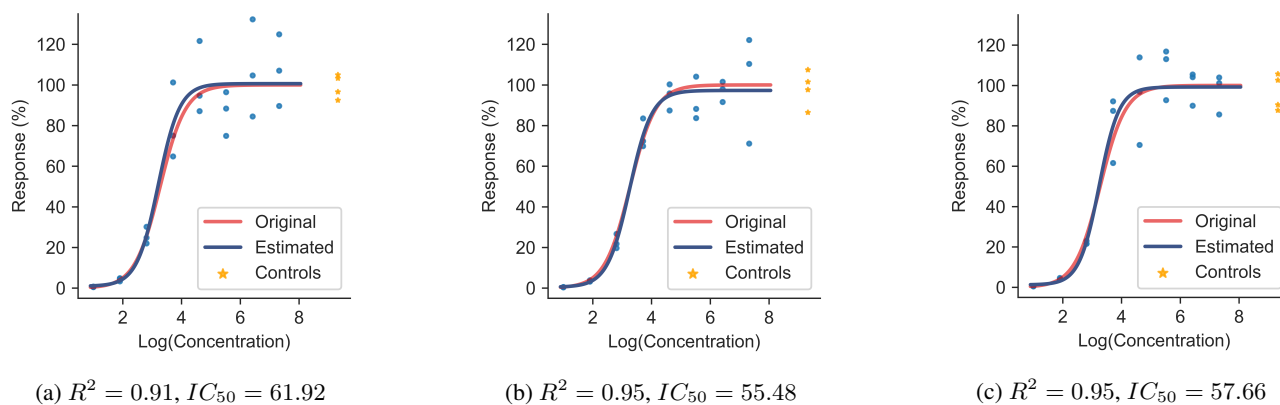 120
100
80
60
40
20
0
Response (%)
2 4 6 8
Log(Concentration)
Original
Estimated
Controls
(a) R² = 0.91, IC₅₀ = 61.92
120
100
80
60
40
20
0
Response (%)
2 4 6 8
Log(Concentration)
Original
Estimated
Controls
(b) R² = 0.95, IC₅₀ = 55.48
120
100
80
60
40
20
0
Response (%)
2 4 6 8
Log(Concentration)
Original
Estimated
Controls
(c) R² = 0.95, IC₅₀ = 57.66